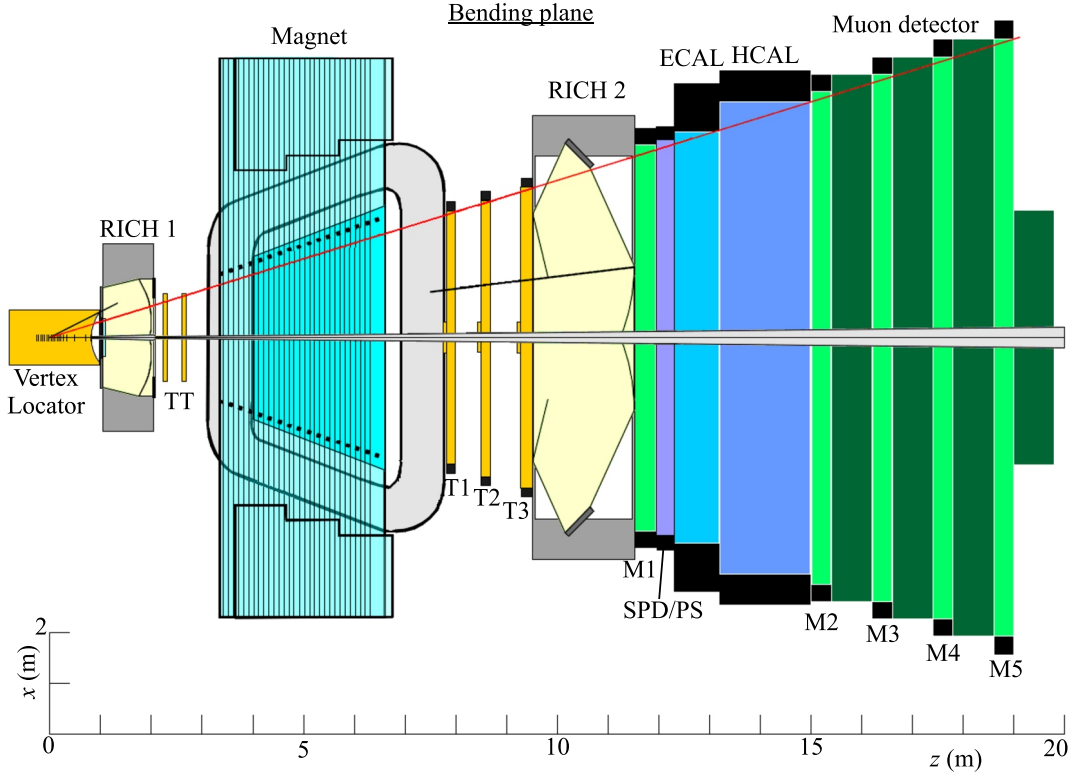 Bending plane
Magnet
Muon detector
ECAL HCAL
RICH 2
RICH 1
Vertex
Locator
TT
T1
T2
T3
M1
SPD/PS
M2
M3
M4
M5
2
x (m)
0
5
10
15
20
z (m)